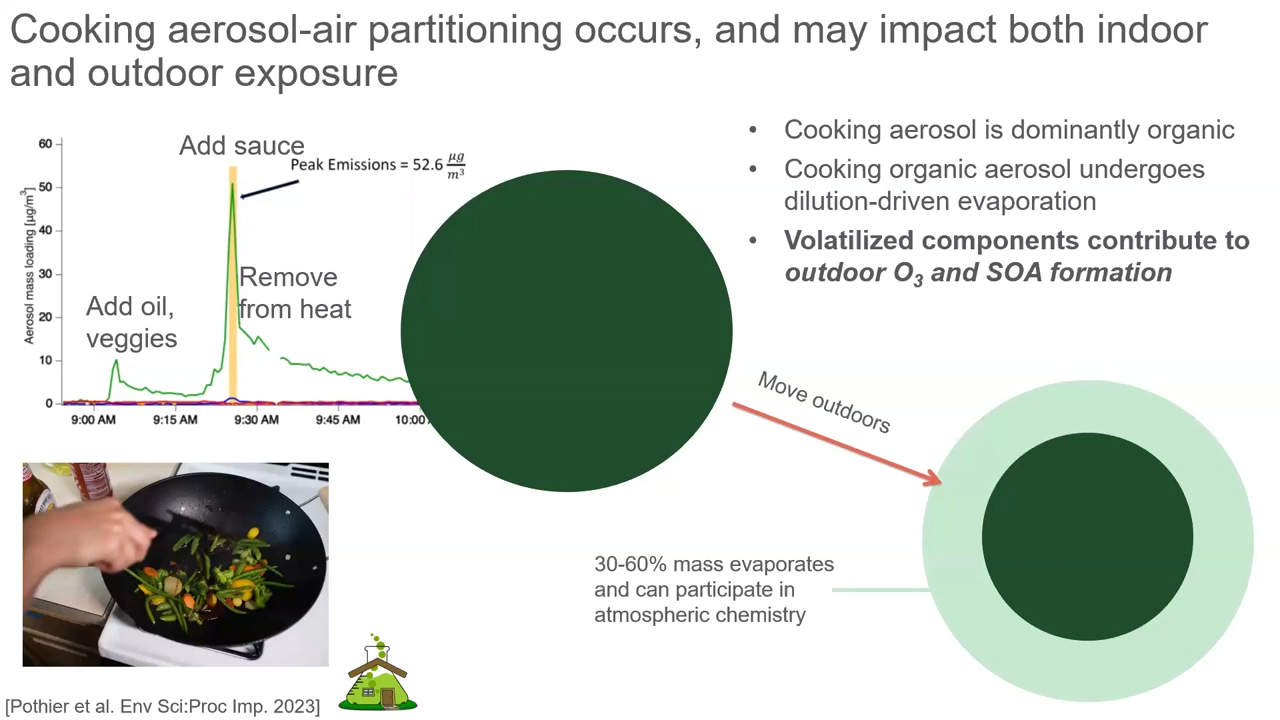 Cooking aerosol-air partitioning occurs, and may impact both indoor
and outdoor exposure
Add sauce
Peak Emissions = 52.6 μg/m³
Remove
from heat
Add oil,
veggies
Aerosol mass loading [µg/m³]
60
50
40
30
20
10
0
9:00 AM
9:15 AM
9:30 AM
9:45 AM
10:00
• Cooking aerosol is dominantly organic
• Cooking organic aerosol undergoes
dilution-driven evaporation
• Volatilized components contribute to
outdoor O₃ and SOA formation
Move outdoors
30-60% mass evaporates
and can participate in
atmospheric chemistry
[Pothier et al. Env Sci:Proc Imp. 2023]